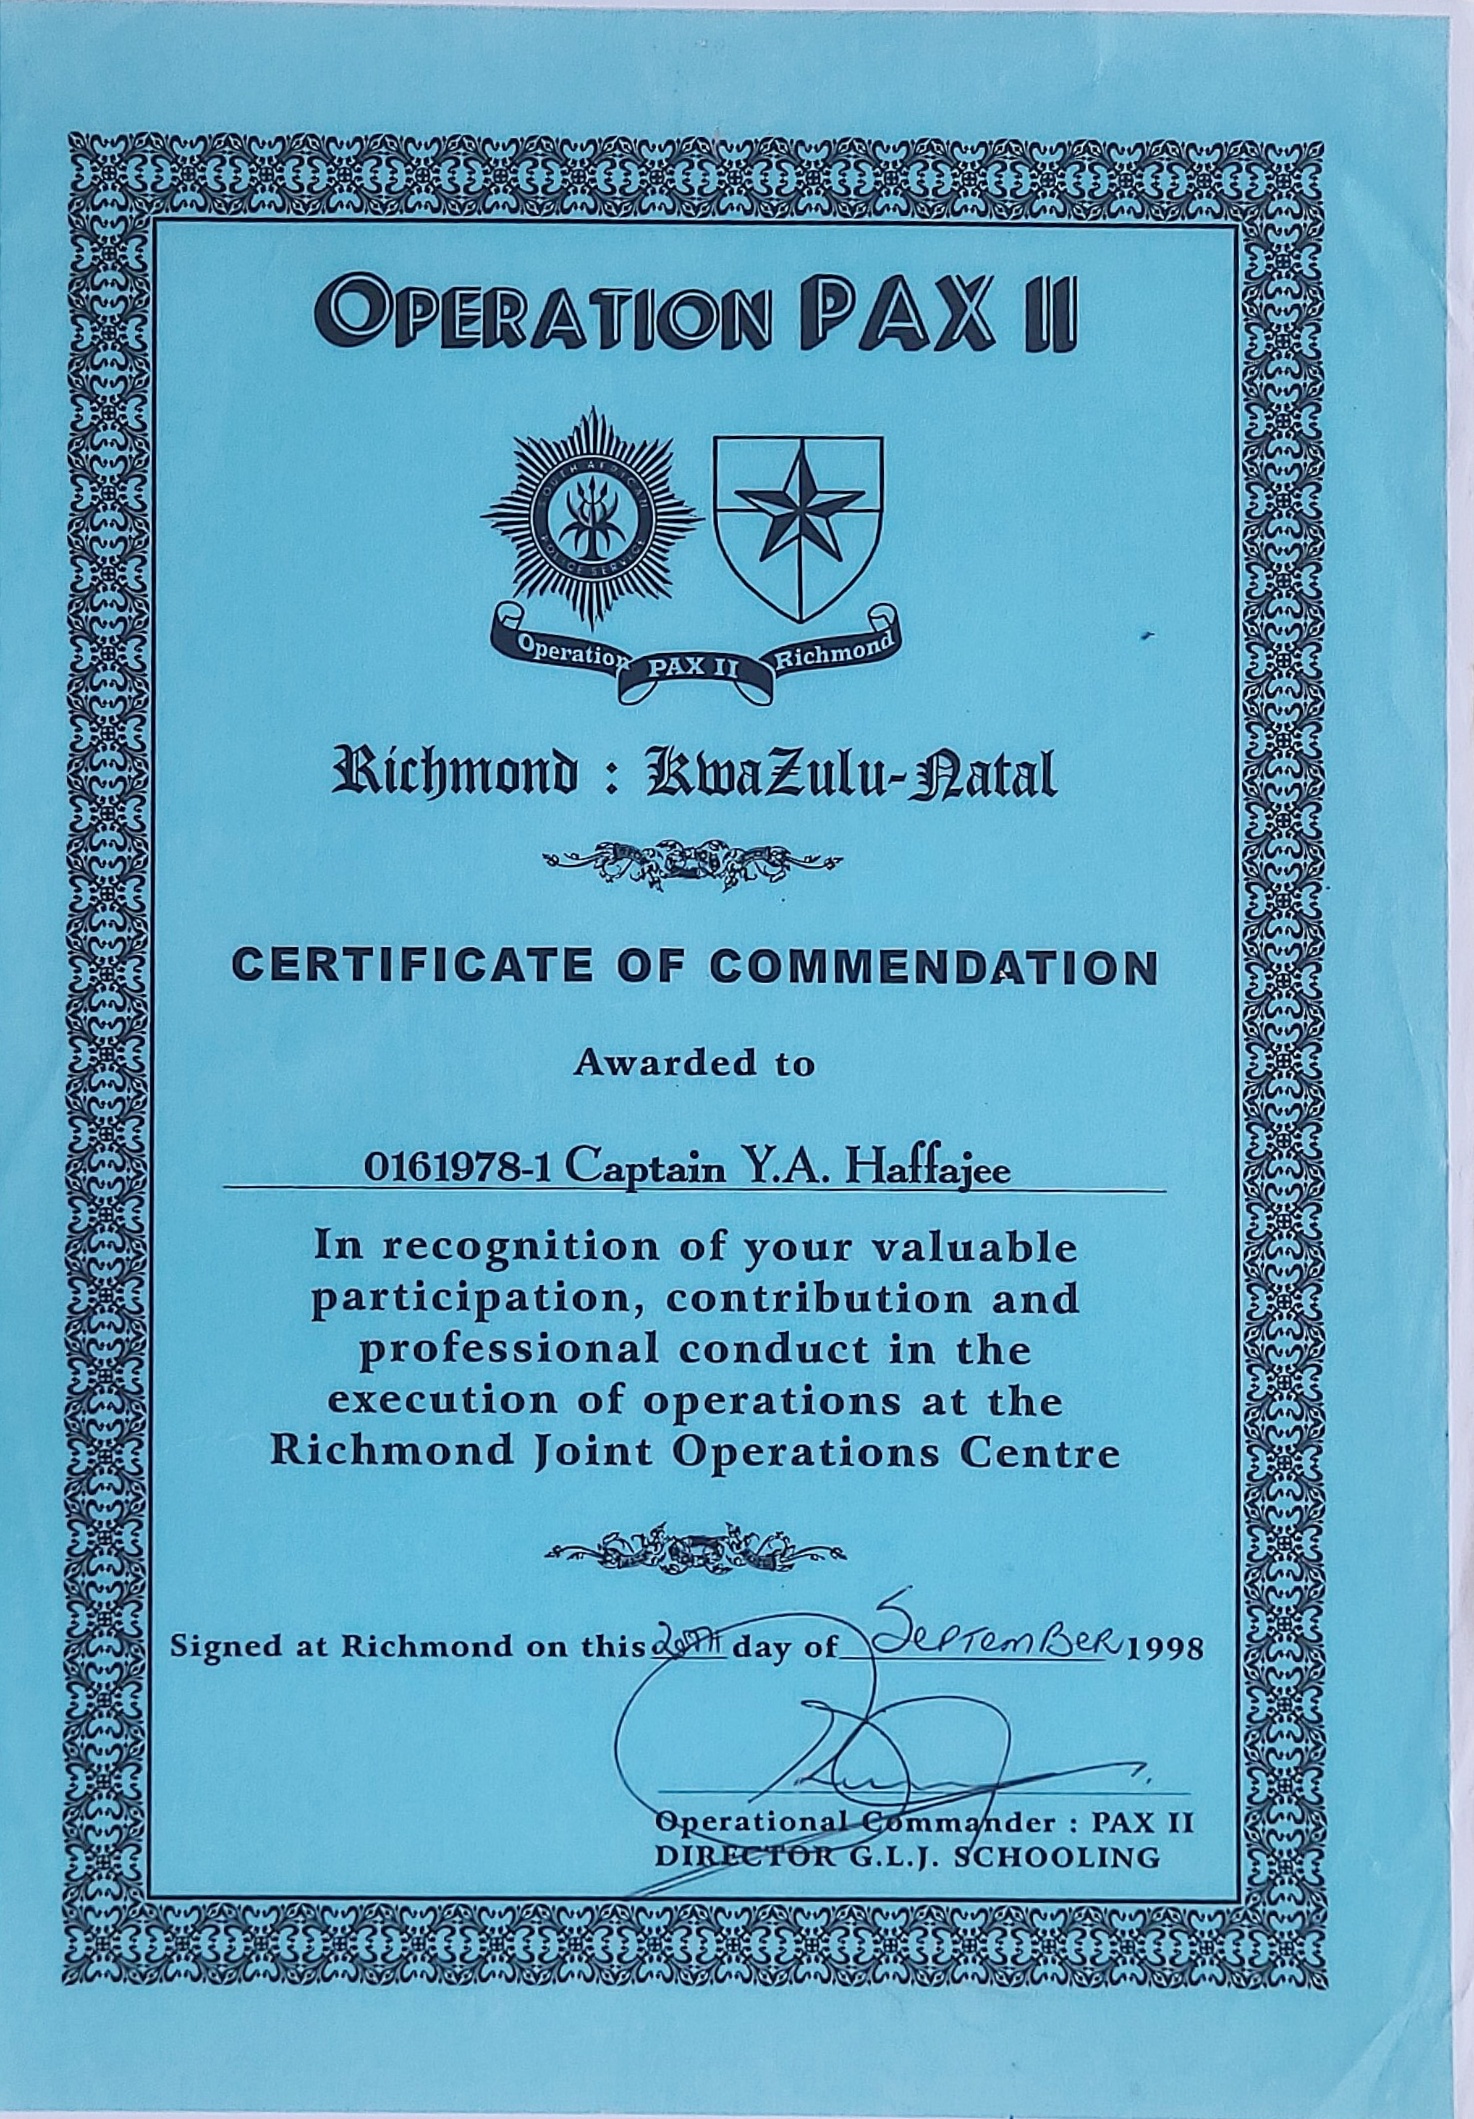 OPERATION PAX II
SOUTH AFRICAN
POLICE SERVICE
Operation PAX II Richmond
Richmond : KwaZulu-Natal
CERTIFICATE OF COMMENDATION
Awarded to
0161978-1 Captain Y.A. Haffajee
In recognition of your valuable
participation, contribution and
professional conduct in the
execution of operations at the
Richmond Joint Operations Centre
Signed at Richmond on this 20TH day of SEPTEMBER 1998
Operational Commander : PAX II
DIRECTOR G.L.J. SCHOOLING